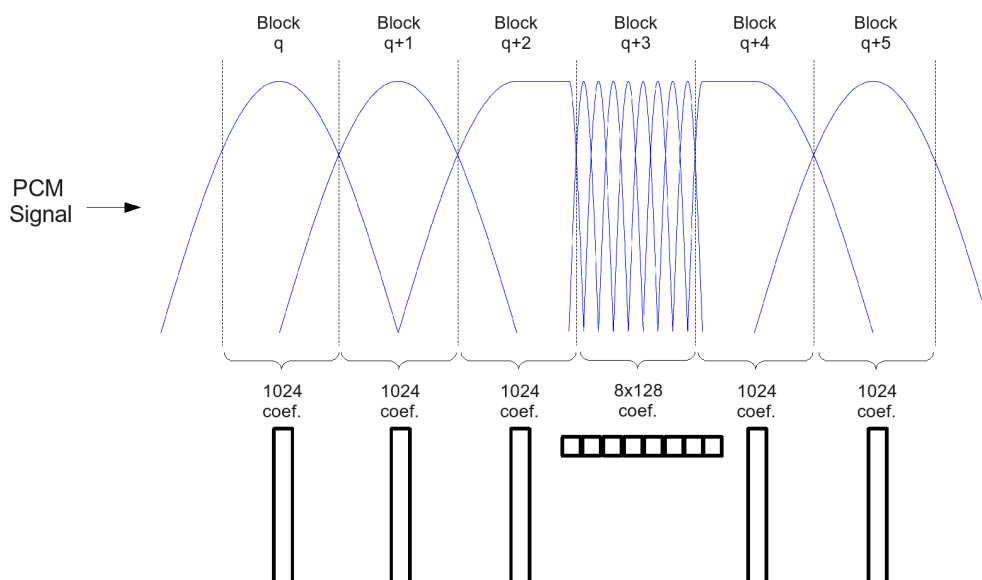 Block
q
Block
q+1
Block
q+2
Block
q+3
Block
q+4
Block
q+5
PCM
Signal
1024
coef.
1024
coef.
1024
coef.
8x128
coef.
1024
coef.
1024
coef.